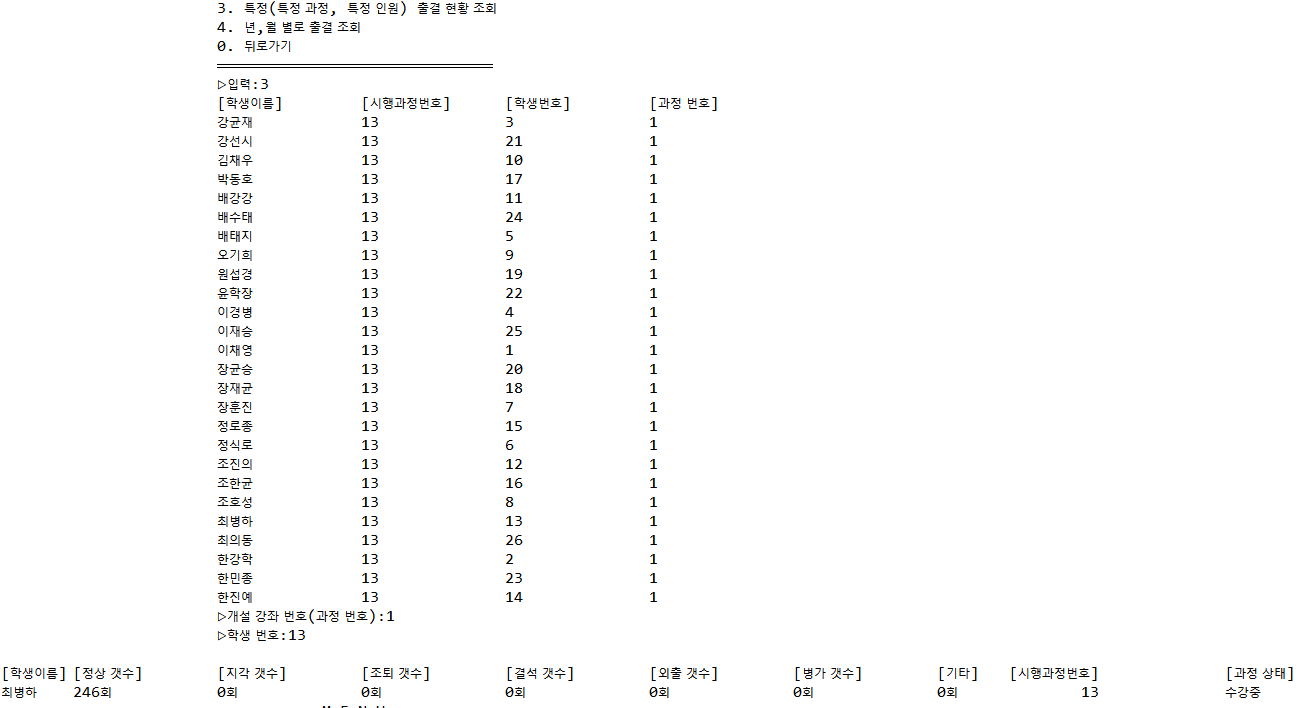 3. 특정(특정 과정, 특정 인원) 출결 현황 조회
4. 년,월 별로 출결 조회
0. 뒤로가기
▷입력:3
[학생이름] [시행과정번호] [학생번호] [과정 번호]
강균재 13 3 1
강선시 13 21 1
김채우 13 10 1
박동호 13 17 1
배강강 13 11 1
배수태 13 24 1
배태지 13 5 1
오기희 13 9 1
원섭경 13 19 1
윤학장 13 22 1
이경병 13 4 1
이재승 13 25 1
이채영 13 1 1
장균승 13 20 1
장재균 13 18 1
장훈진 13 7 1
정로종 13 15 1
정식로 13 6 1
조진의 13 12 1
조한균 13 16 1
조호성 13 8 1
최병하 13 13 1
최의동 13 26 1
한강학 13 2 1
한민종 13 23 1
한진예 13 14 1
▷개설 강좌 번호(과정 번호):1
▷학생 번호:13
[학생이름] [정상 갯수] [지각 갯수] [조퇴 갯수] [결석 갯수] [외출 갯수] [병가 갯수] [기타] [시행과정번호] [과정 상태]
최병하 246회 0회 0회 0회 0회 0회 0회 13 수강중